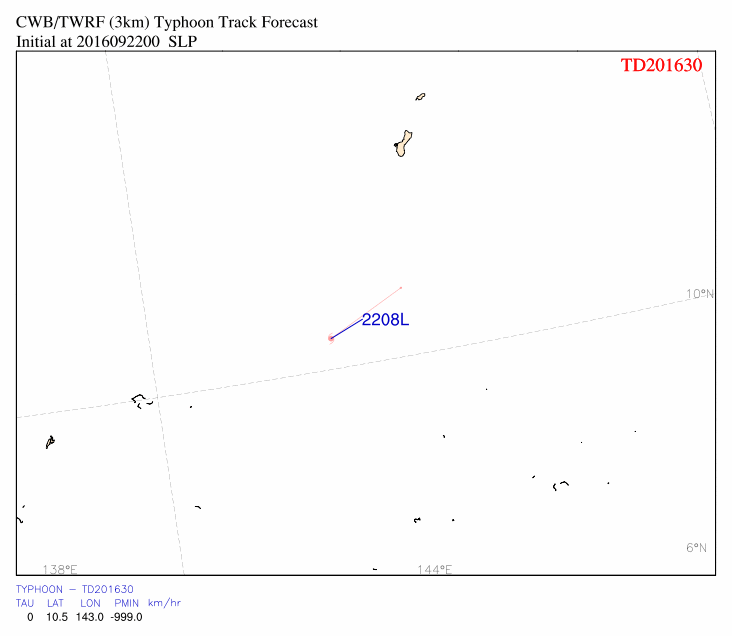 CWB/TWRF (3km) Typhoon Track Forecast
Initial at 2016092200 SLP
TD201630
10°N
2208L
6°N
138°E
144°E
TYPHOON - TD201630
TAU LAT LON PMIN km/hr
0 10.5 143.0 -999.0